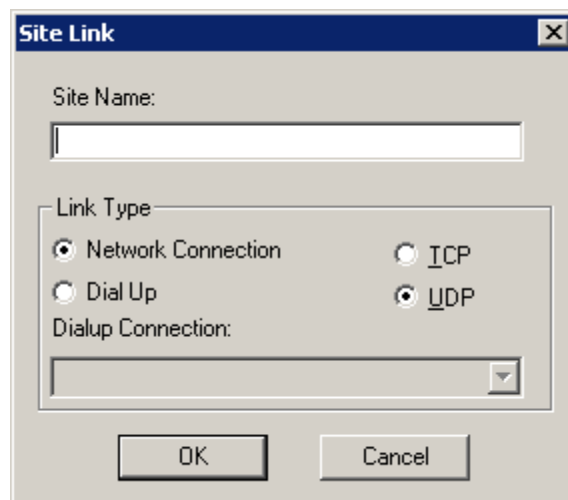 Site Link
Site Name:
Link Type
Network Connection
TCP
Dial Up
UDP
Dialup Connection:
OK
Cancel